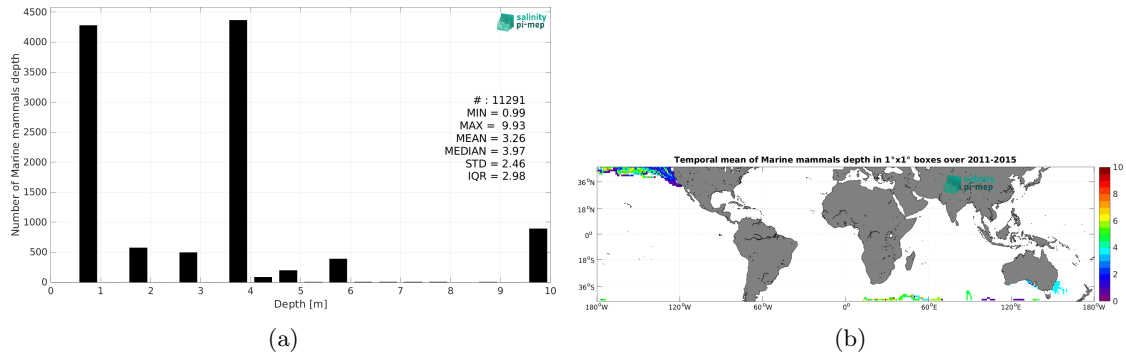 4500
4000
3500
3000
2500
2000
1500
1000
500
0
Number of Marine mammals depth
salinity
pi-mep
# : 11291
MIN = 0.99
MAX = 9.93
MEAN = 3.26
MEDIAN = 3.97
STD = 2.46
IQR = 2.98
0 1 2 3 4 5 6 7 8 9 10
Depth [m]
(a)
Temporal mean of Marine mammals depth in 1°x1° boxes over 2011-2015
salinity
pi-mep
36°N
18°N
0°
18°S
36°S
180°W 120°W 60°W 0° 60°E 120°E 180°E
10
8
6
4
2
0
(b)